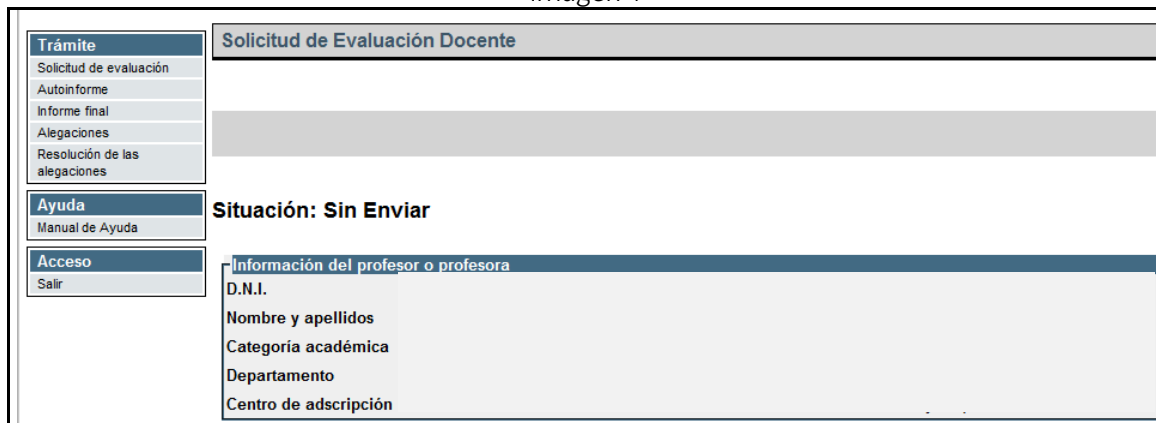 Trámite
Solicitud de evaluación
Autoinforme
Informe final
Alegaciones
Resolución de las
alegaciones
Ayuda
Manual de Ayuda
Acceso
Salir
Solicitud de Evaluación Docente
Situación: Sin Enviar
Información del profesor o profesora
D.N.I.
Nombre y apellidos
Categoría académica
Departamento
Centro de adscripción